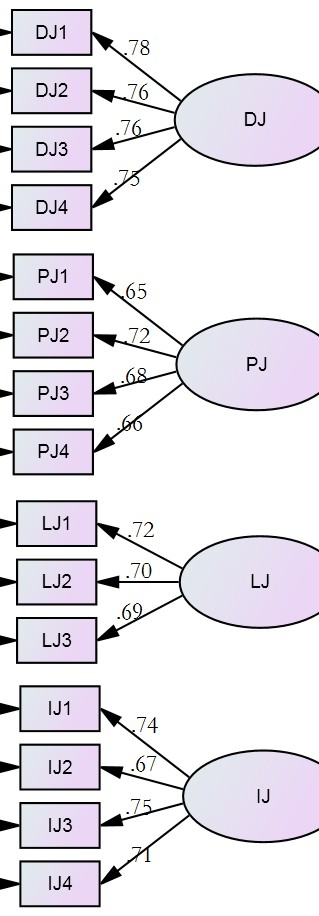 DJ1
.78
DJ2
.76
DJ
DJ3
.76
DJ4
.75
PJ1
.65
PJ2
.72
PJ
PJ3
.68
PJ4
.66
LJ1
.72
LJ2
.70
LJ
LJ3
.69
IJ1
.74
IJ2
.67
IJ
IJ3
.75
IJ4
.71